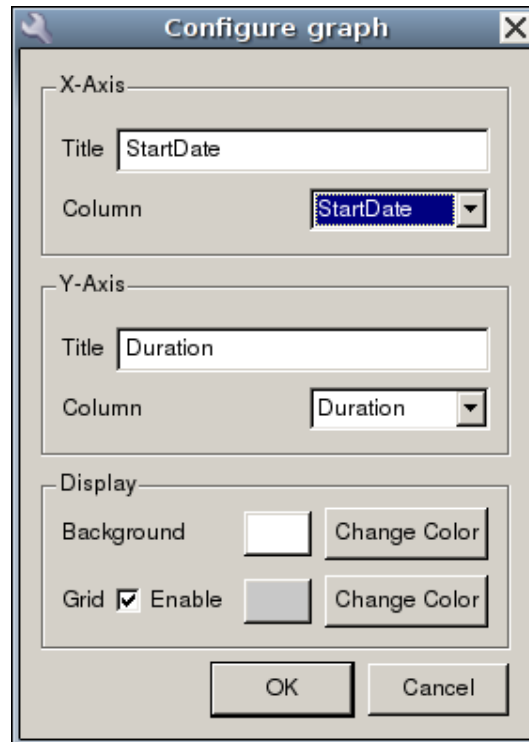 Configure graph
X-Axis
Title StartDate
Column StartDate
Y-Axis
Title Duration
Column Duration
Display
Background Change Color
Grid Enable Change Color
OK Cancel